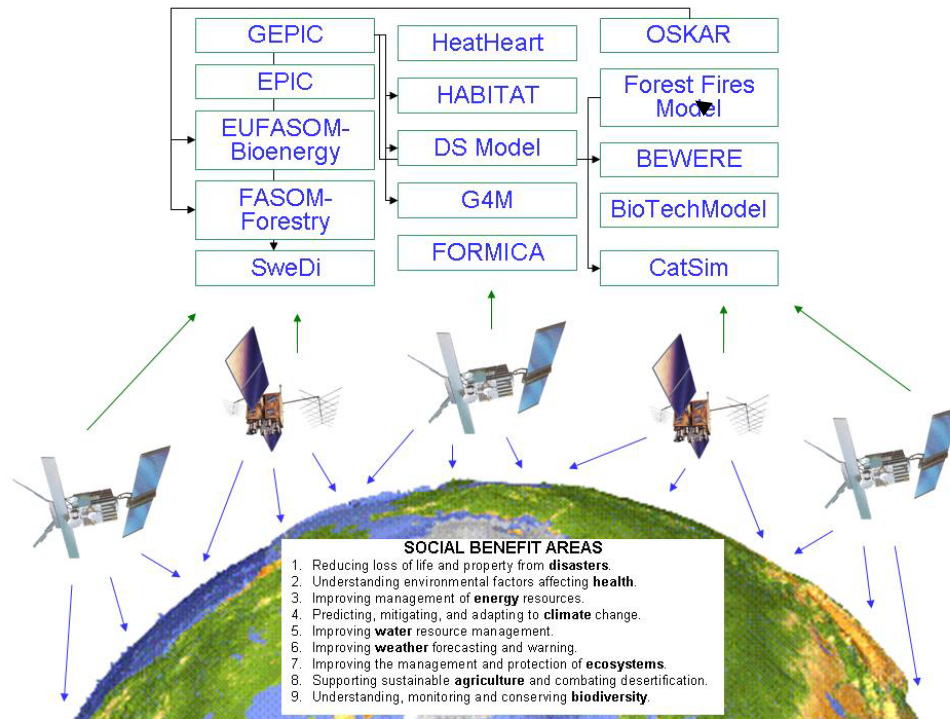 GEPIC
EPIC
EUFASOM-
Bioenergy
FASOM-
Forestry
SweDi
HeatHeart
HABITAT
DS Model
G4M
FORMICA
OSKAR
Forest Fires
Model
BEWERE
BioTechModel
CatSim
SOCIAL BENEFIT AREAS
1. Reducing loss of life and property from disasters.
2. Understanding environmental factors affecting health.
3. Improving management of energy resources.
4. Predicting, mitigating, and adapting to climate change.
5. Improving water resource management.
6. Improving weather forecasting and warning.
7. Improving the management and protection of ecosystems.
8. Supporting sustainable agriculture and combating desertification.
9. Understanding, monitoring and conserving biodiversity.